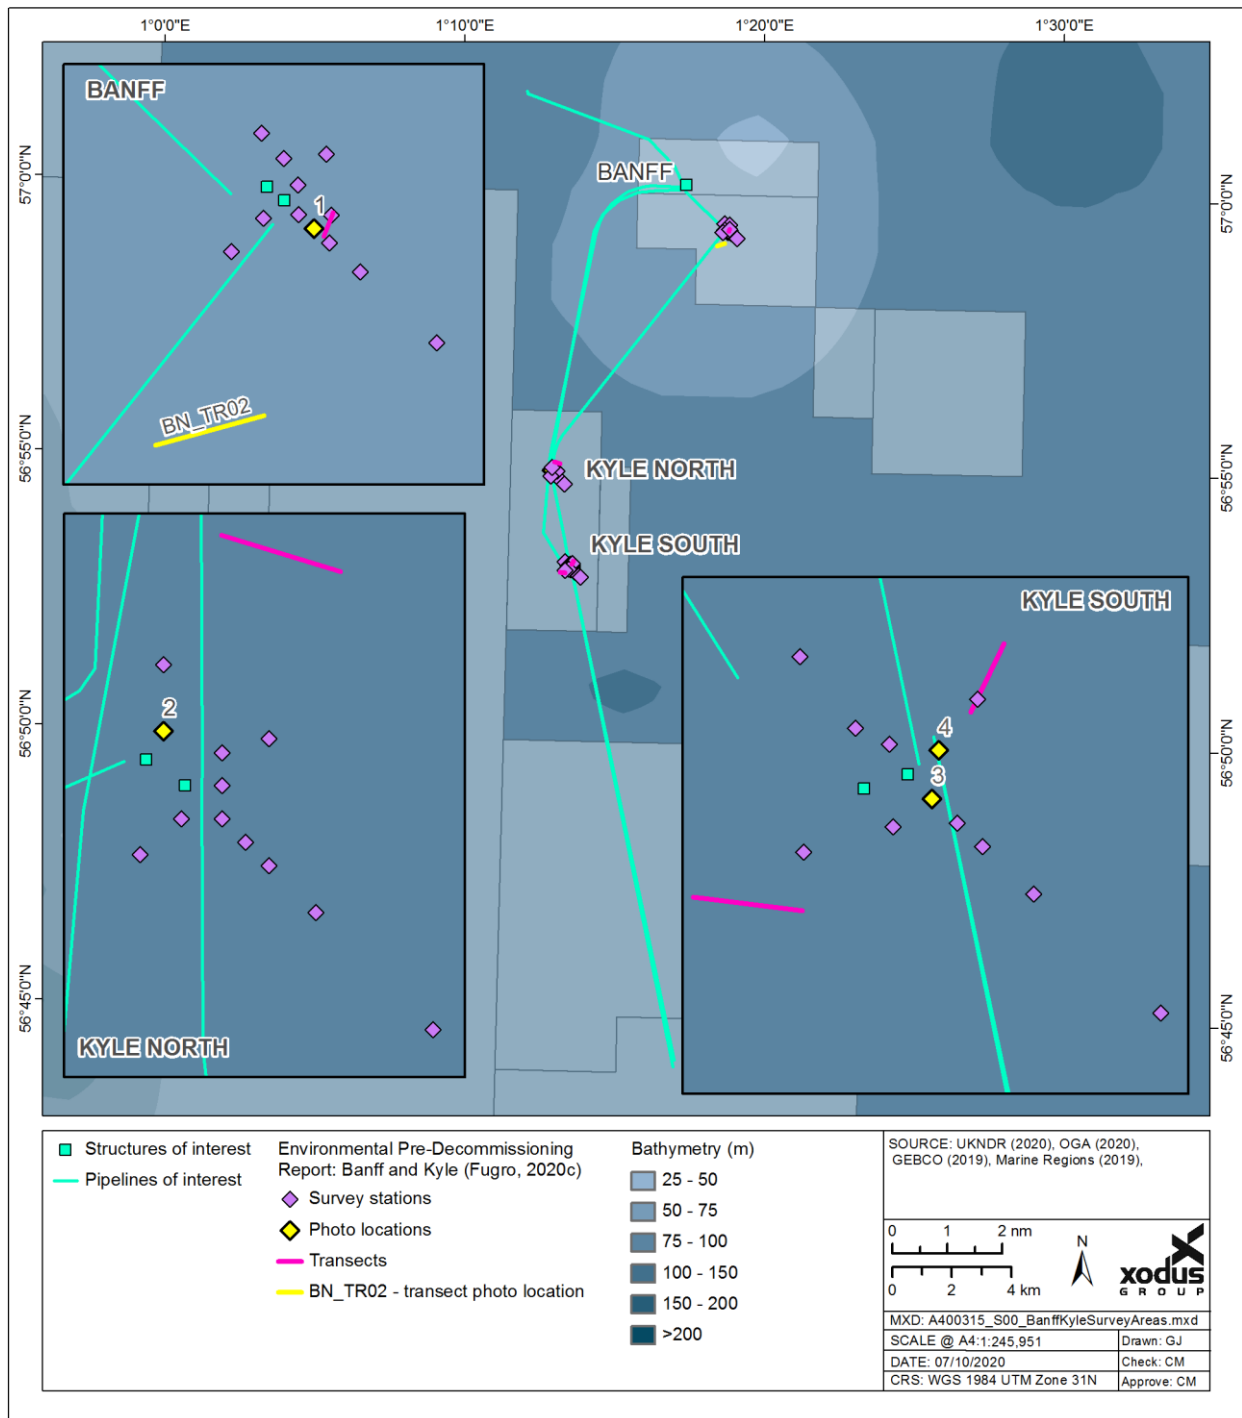 1°0'0"E
1°10'0"E
1°20'0"E
1°30'0"E
57°0'0"N
56°55'0"N
56°50'0"N
56°45'0"N
57°0'0"N
56°55'0"N
56°50'0"N
56°45'0"N
BANFF
1
BN_TR02
BANFF
KYLE NORTH
KYLE SOUTH
2
KYLE NORTH
KYLE SOUTH
4
3
Structures of interest
Pipelines of interest
Environmental Pre-Decommissioning
Report: Banff and Kyle (Fugro, 2020c)
Survey stations
Photo locations
Transects
BN_TR02 - transect photo location
Bathymetry (m)
25 - 50
50 - 75
75 - 100
100 - 150
150 - 200
>200
SOURCE: UKNDR (2020), OGA (2020),
GEBCO (2019), Marine Regions (2019),
0 1 2 nm
0 2 4 km
N
xodus
GROUP
MXD: A400315_S00_BanffKyleSurveyAreas.mxd
SCALE @ A4:1:245,951
Drawn: GJ
DATE: 07/10/2020
Check: CM
CRS: WGS 1984 UTM Zone 31N
Approve: CM